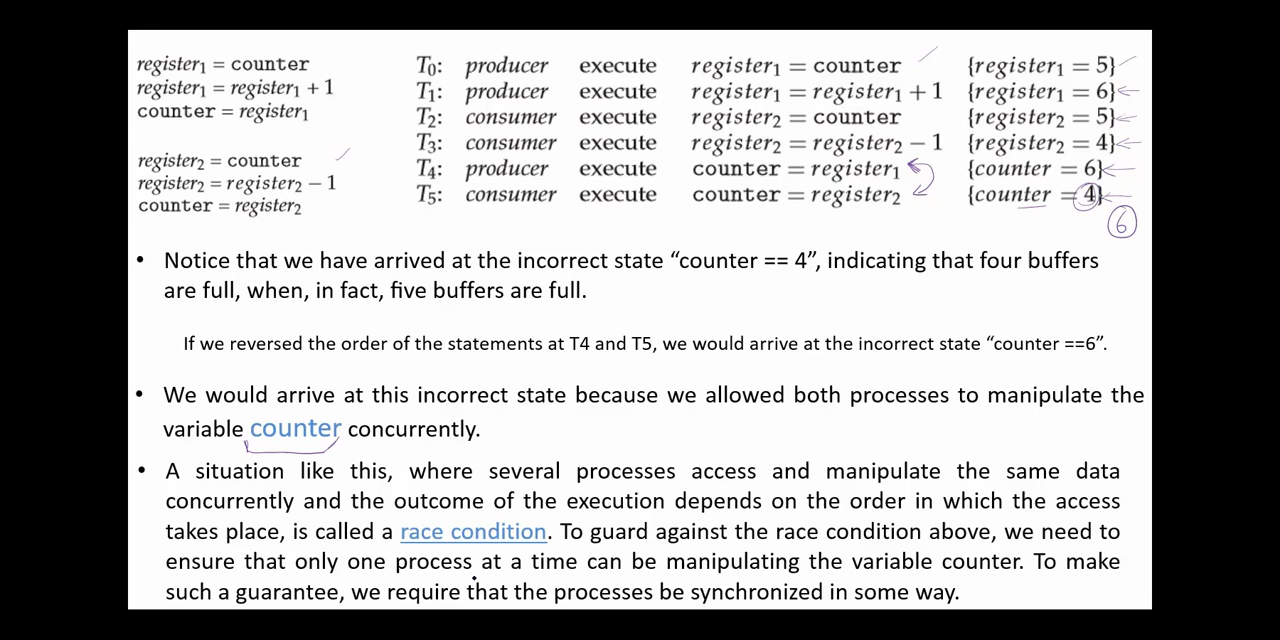 register₁ = counter
register₁ = register₁ + 1
counter = register₁
register₂ = counter
register₂ = register₂ − 1
counter = register₂
T₀: producer execute register₁ = counter {register₁ = 5}
T₁: producer execute register₁ = register₁ + 1 {register₁ = 6}
T₂: consumer execute register₂ = counter {register₂ = 5}
T₃: consumer execute register₂ = register₂ − 1 {register₂ = 4}
T₄: producer execute counter = register₁ {counter = 6}
T₅: consumer execute counter = register₂ {counter = 4}
6
• Notice that we have arrived at the incorrect state “counter == 4”, indicating that four buffers
are full, when, in fact, five buffers are full.
If we reversed the order of the statements at T4 and T5, we would arrive at the incorrect state “counter ==6”.
• We would arrive at this incorrect state because we allowed both processes to manipulate the
variable counter concurrently.
• A situation like this, where several processes access and manipulate the same data
concurrently and the outcome of the execution depends on the order in which the access
takes place, is called a race condition. To guard against the race condition above, we need to
ensure that only one process at a time can be manipulating the variable counter. To make
such a guarantee, we require that the processes be synchronized in some way.